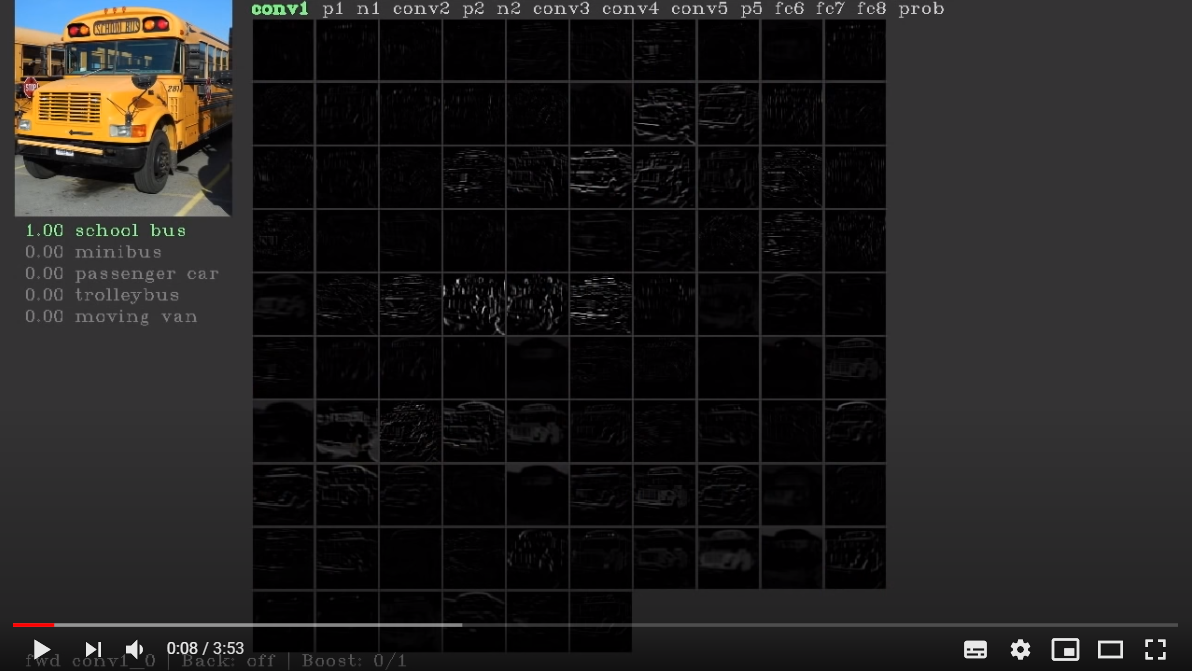 conv1 p1 n1 conv2 p2 n2 conv3 conv4 conv5 p5 fc6 fc7 fc8 prob
SCHOOL BUS
STOP
281
1.00 school bus
0.00 minibus
0.00 passenger car
0.00 trolleybus
0.00 moving van
0:08 / 3:53
fwd conv1_0 | Back: off | Boost: 0/1